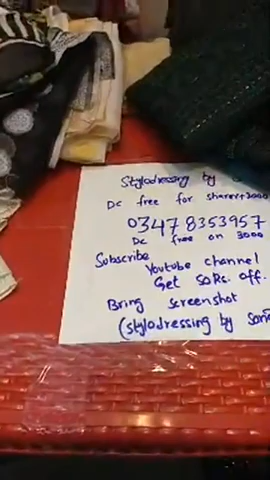 Stylodressing by
DC free for sharer+3000
03478353957
DC free on 3000
Subscribe
Youtube channel
Get 50Rs. off.
Bring screenshot
(stylodressing by